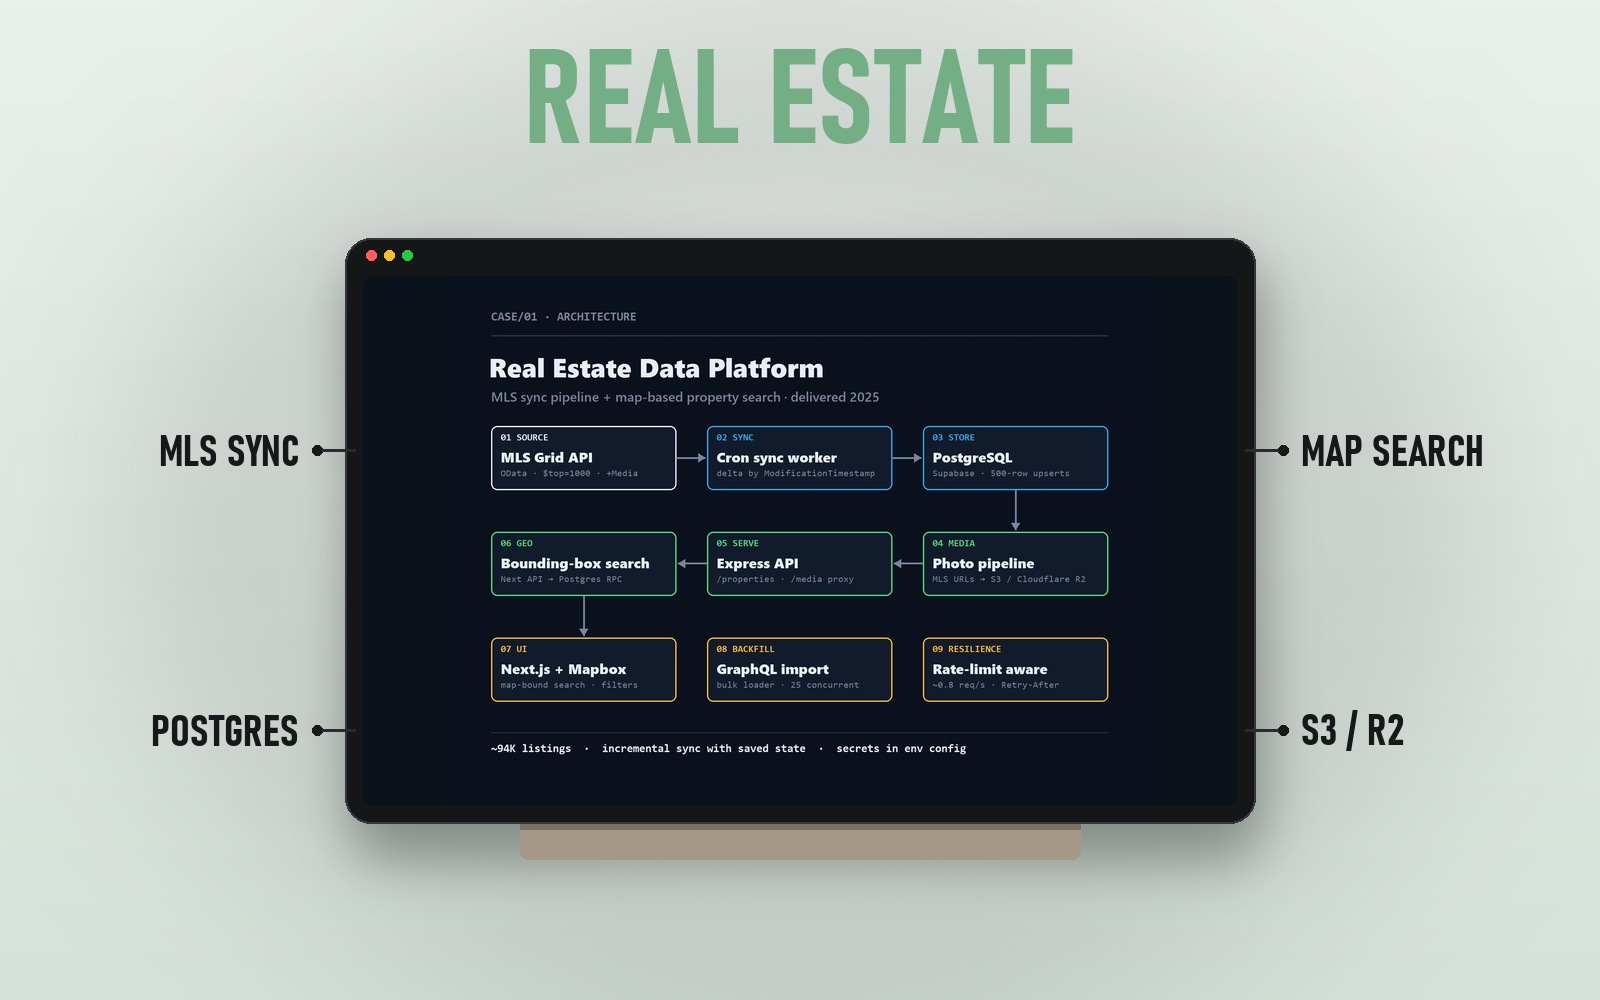 REAL ESTATE
CASE/01 · ARCHITECTURE
Real Estate Data Platform
MLS sync pipeline + map-based property search · delivered 2025
01 SOURCE
MLS Grid API
OData · $top=1000 · +Media
02 SYNC
Cron sync worker
delta by ModificationTimestamp
03 STORE
PostgreSQL
Supabase · 500-row upserts
06 GEO
Bounding-box search
Next API → Postgres RPC
05 SERVE
Express API
/properties · /media proxy
04 MEDIA
Photo pipeline
MLS URLs → S3 / Cloudflare R2
07 UI
Next.js + Mapbox
map-bound search · filters
08 BACKFILL
GraphQL import
bulk loader · 25 concurrent
09 RESILIENCE
Rate-limit aware
~0.8 req/s · Retry-After
~94K listings · incremental sync with saved state · secrets in env config
MLS SYNC
MAP SEARCH
POSTGRES
S3 / R2